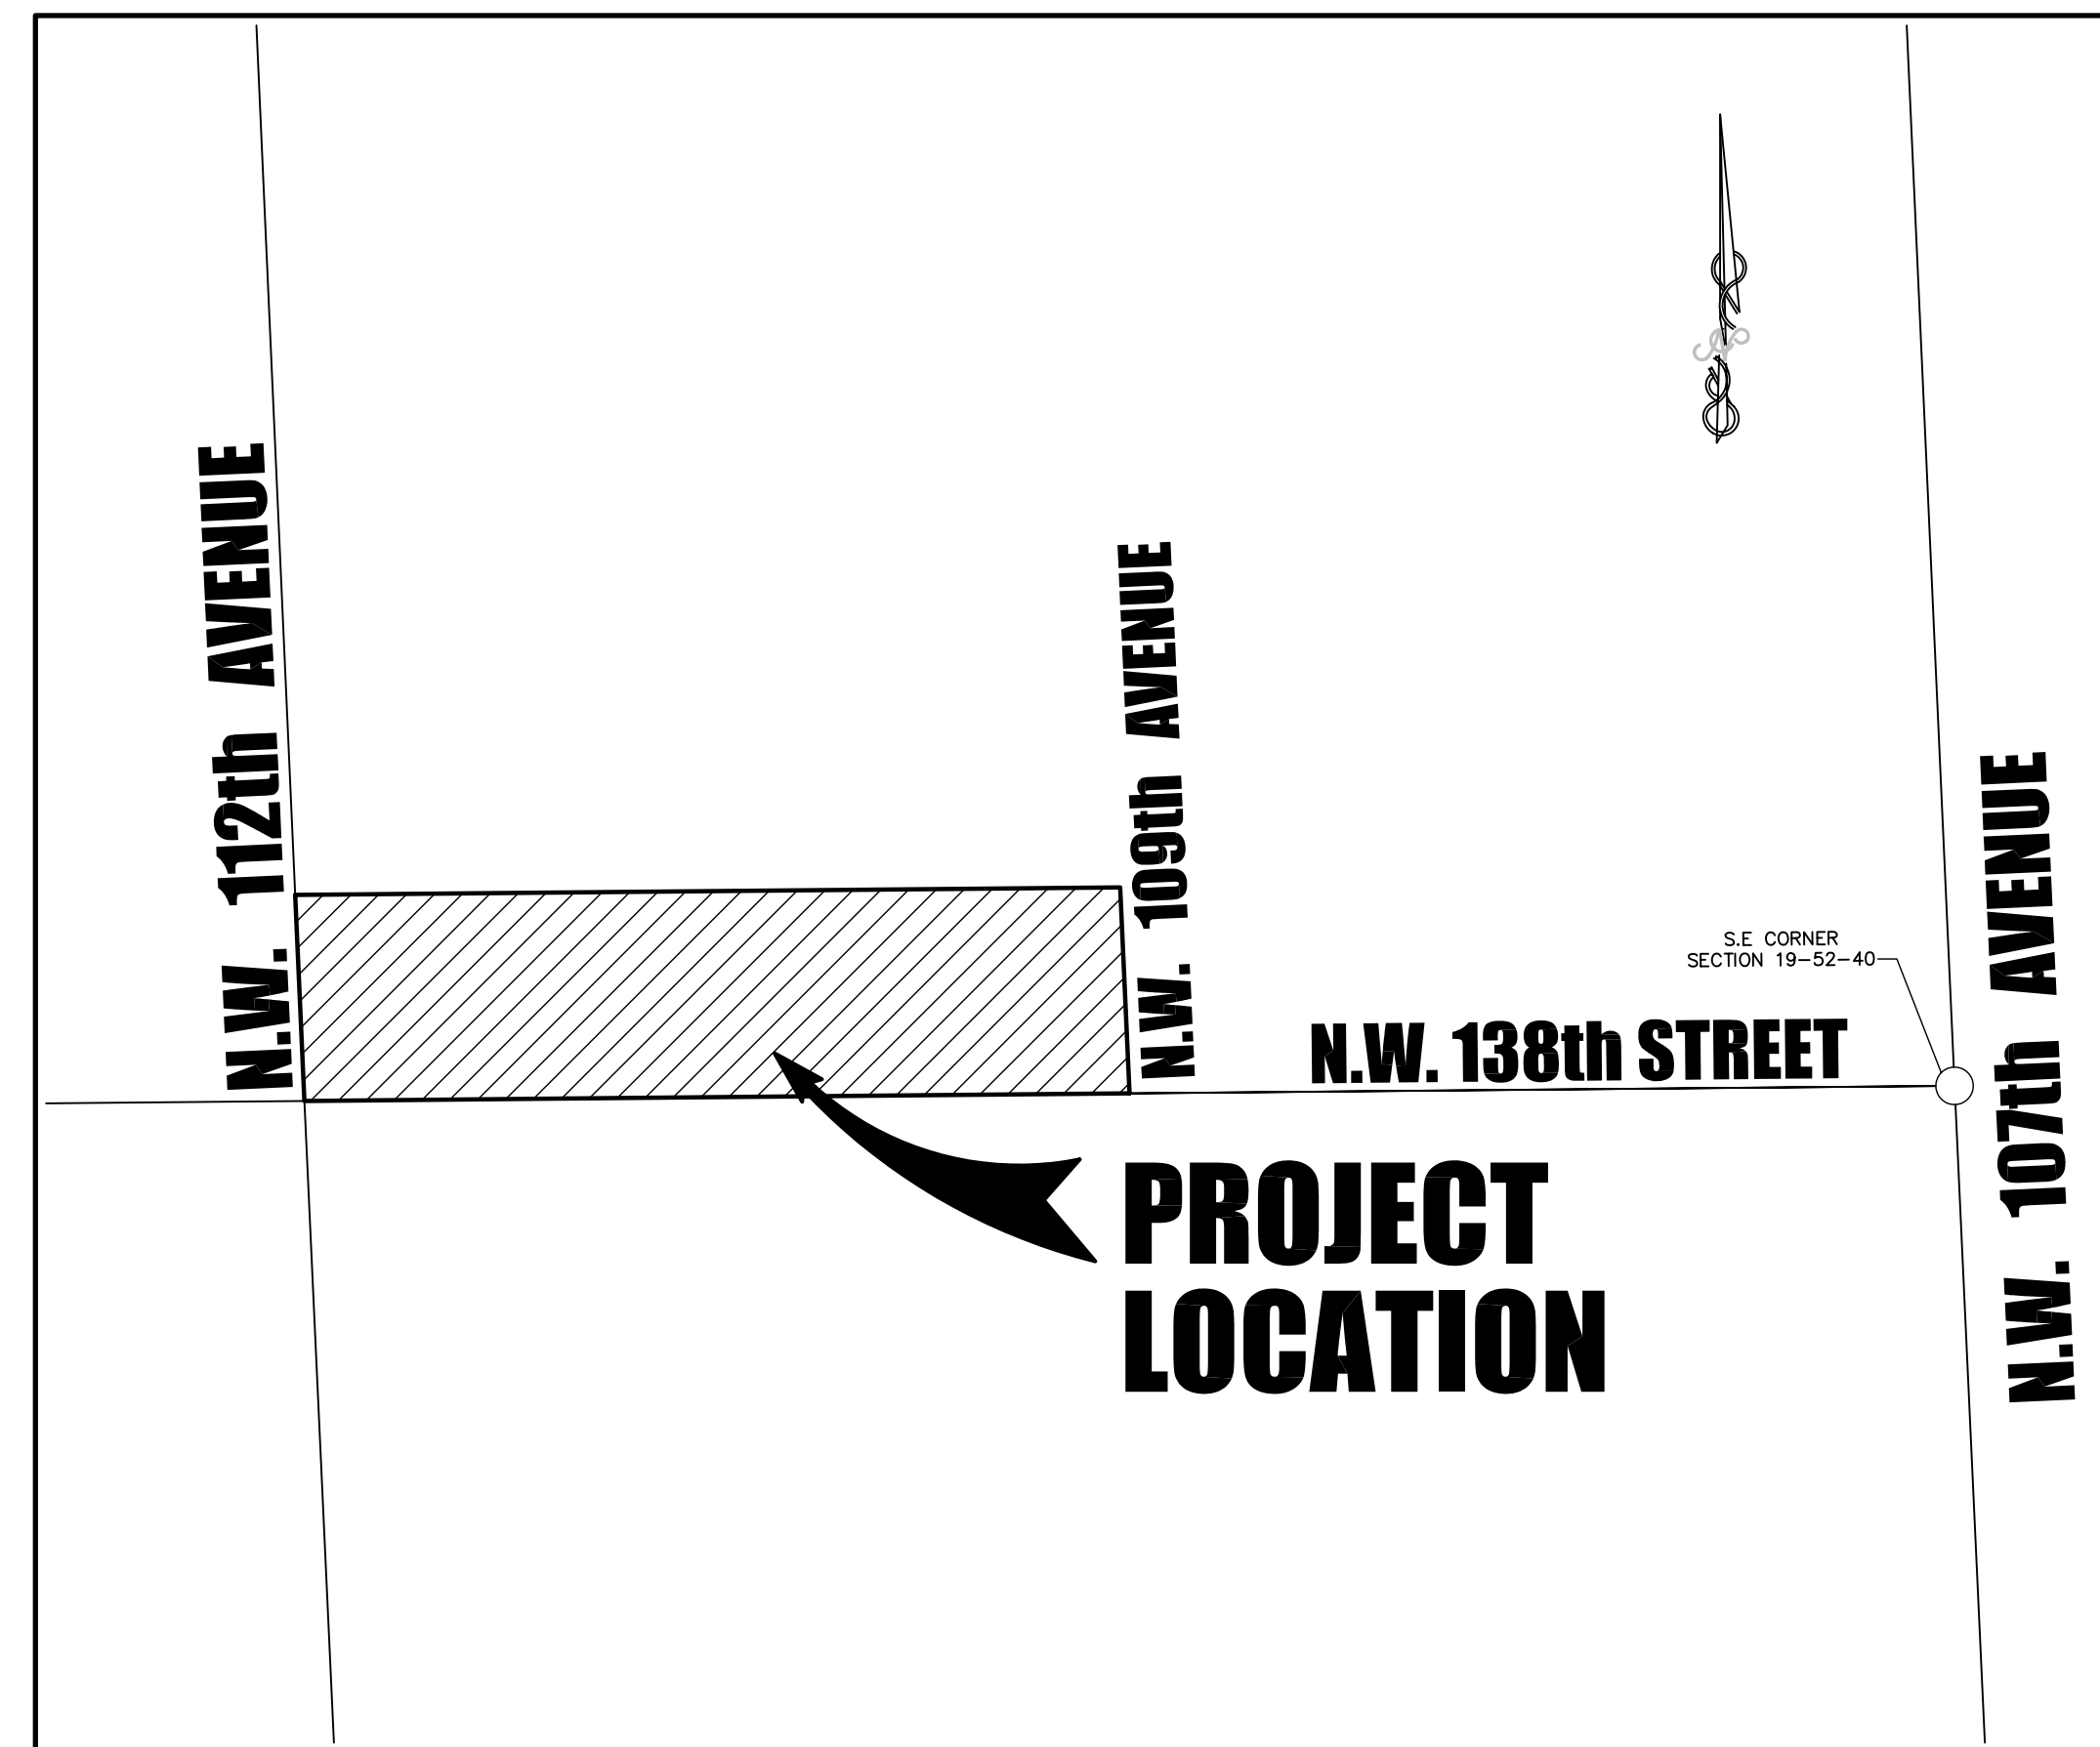 N.W. 112th AVENUE
N.W. 109th AVENUE
S.E CORNER
SECTION 19-52-40
N.W. 138th STREET
N.W. 107th AVENUE
PROJECT
LOCATION